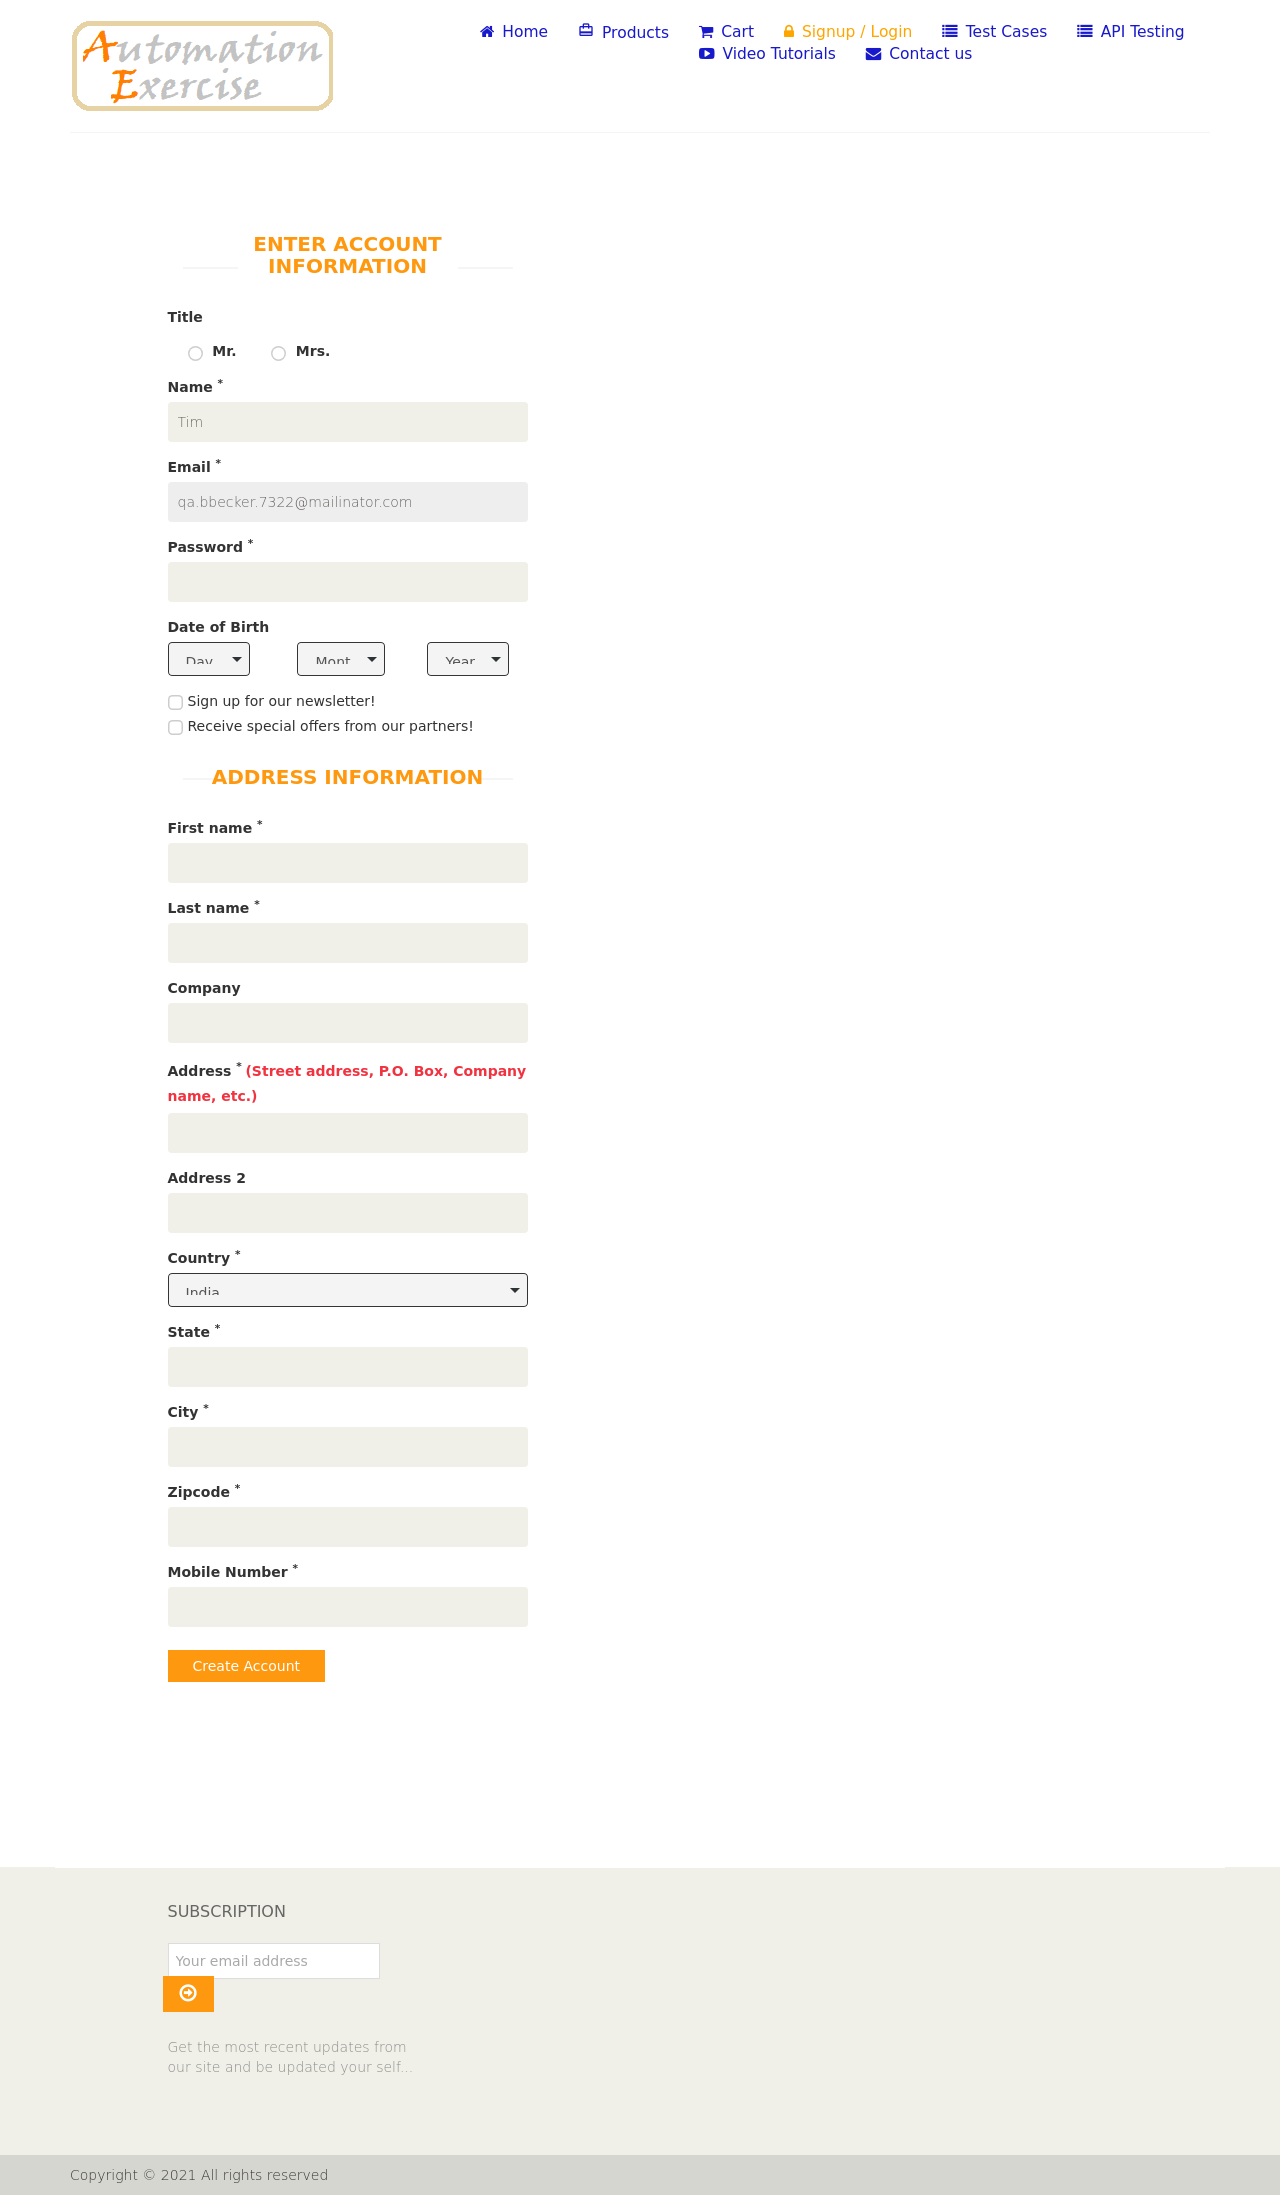 Automation
Exercise
Home
Products
Cart
Signup / Login
Test Cases
API Testing
Video Tutorials
Contact us
ENTER ACCOUNT
INFORMATION
Title
Mr.
Mrs.
Name *
Tim
Email *
qa.bbecker.7322@mailinator.com
Password *
Date of Birth
Day
Mont
Year
Sign up for our newsletter!
Receive special offers from our partners!
ADDRESS INFORMATION
First name *
Last name *
Company
Address * (Street address, P.O. Box, Company
name, etc.)
Address 2
Country *
India
State *
City *
Zipcode *
Mobile Number *
Create Account
SUBSCRIPTION
Your email address
Get the most recent updates from
our site and be updated your self...
Copyright © 2021 All rights reserved